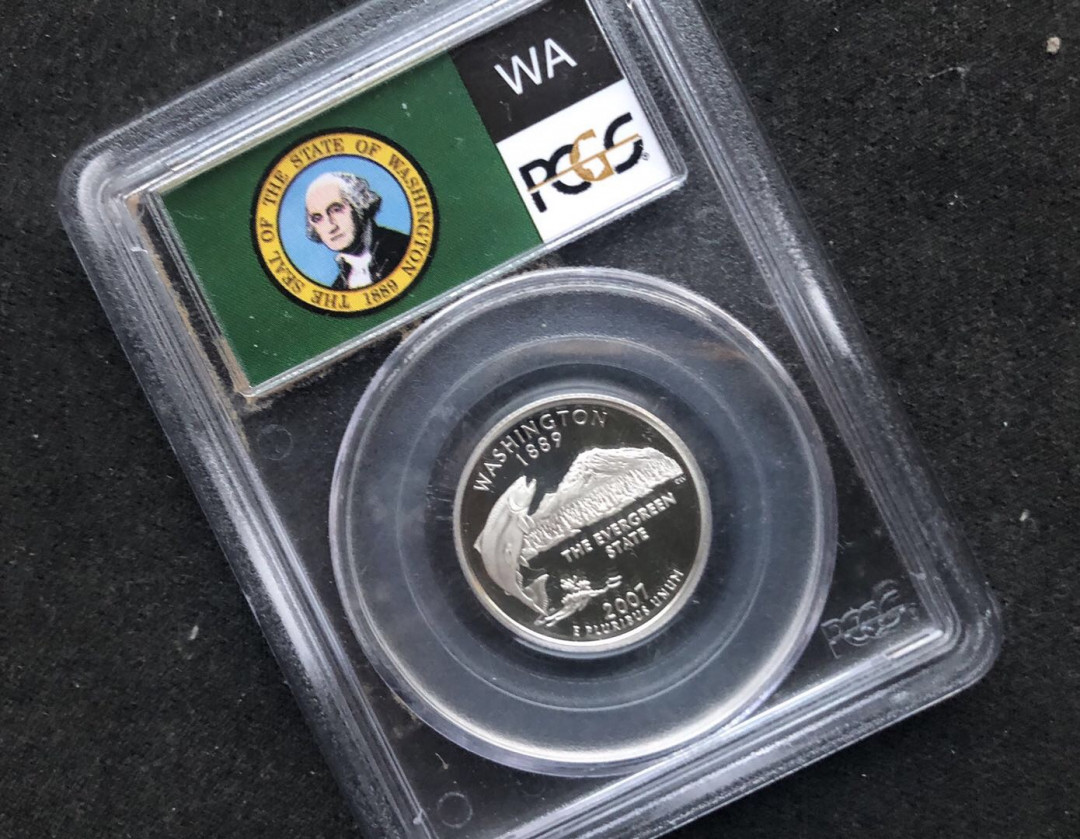 WA
PCGS
THE SEAL OF THE STATE OF WASHINGTON
1889
WASHINGTON
1889
THE EVERGREEN
STATE
2007
E PLURIBUS UNUM
PCGS